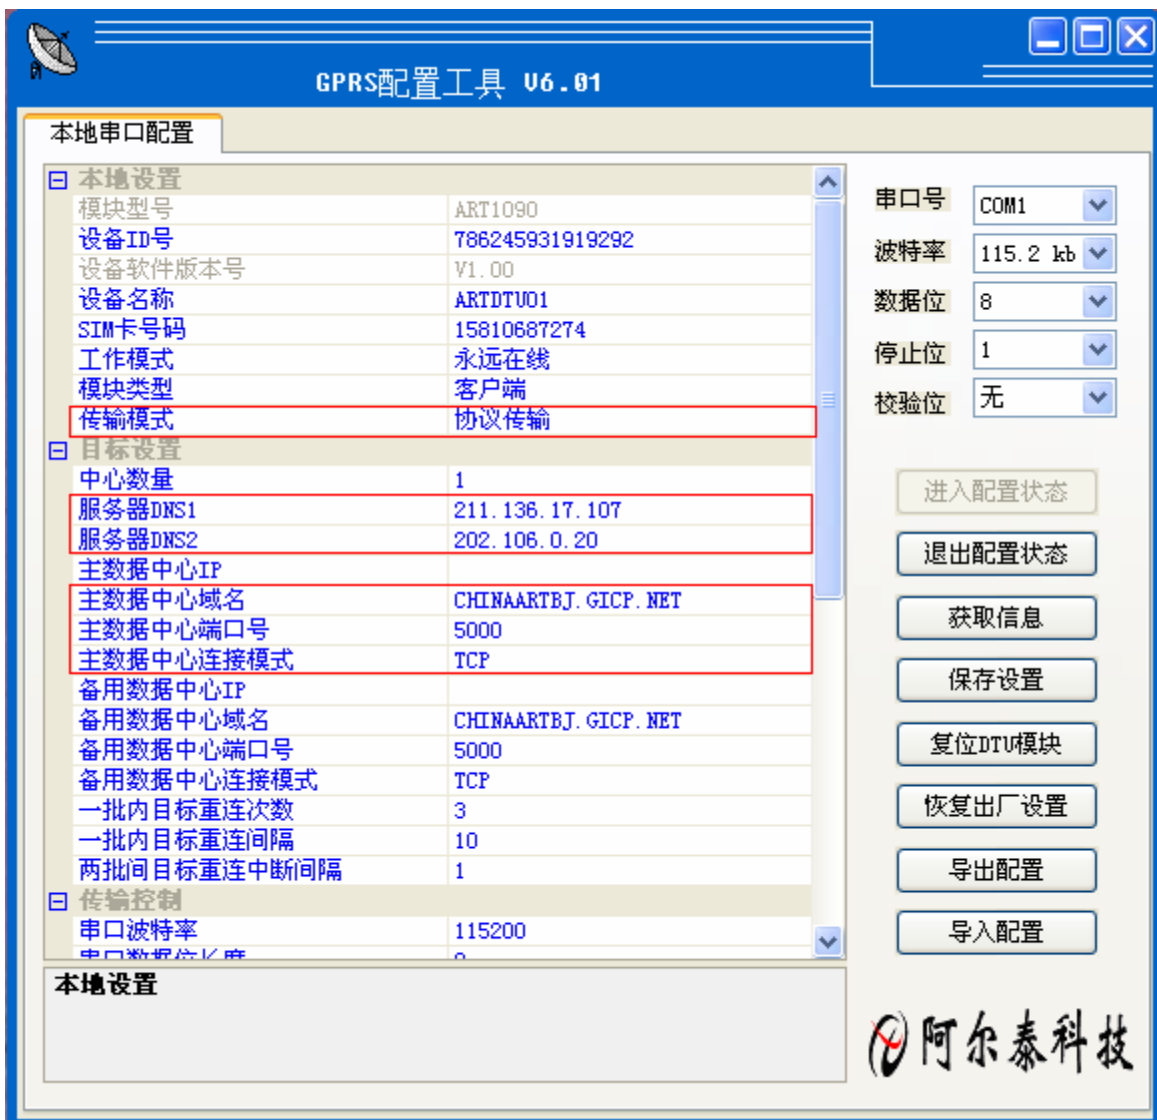 GPRS配置工具 V6.01
本地串口配置
本地设置
模块型号 ART1090
设备ID号 786245931919292
设备软件版本号 V1.00
设备名称 ARTDTU01
SIM卡号码 15810687274
工作模式 永远在线
模块类型 客户端
传输模式 协议传输
目标设置
中心数量 1
服务器DNS1 211.136.17.107
服务器DNS2 202.106.0.20
主数据中心IP
主数据中心域名 CHINAARTBJ.GICP.NET
主数据中心端口号 5000
主数据中心连接模式 TCP
备用数据中心IP
备用数据中心域名 CHINAARTBJ.GICP.NET
备用数据中心端口号 5000
备用数据中心连接模式 TCP
一批内目标重连次数 3
一批内目标重连间隔 10
两批间目标重连中断间隔 1
传输控制
串口波特率 115200
本地设置
串口号 COM1
波特率 115.2 kb
数据位 8
停止位 1
校验位 无
进入配置状态
退出配置状态
获取信息
保存设置
复位DTU模块
恢复出厂设置
导出配置
导入配置
阿尔泰科技